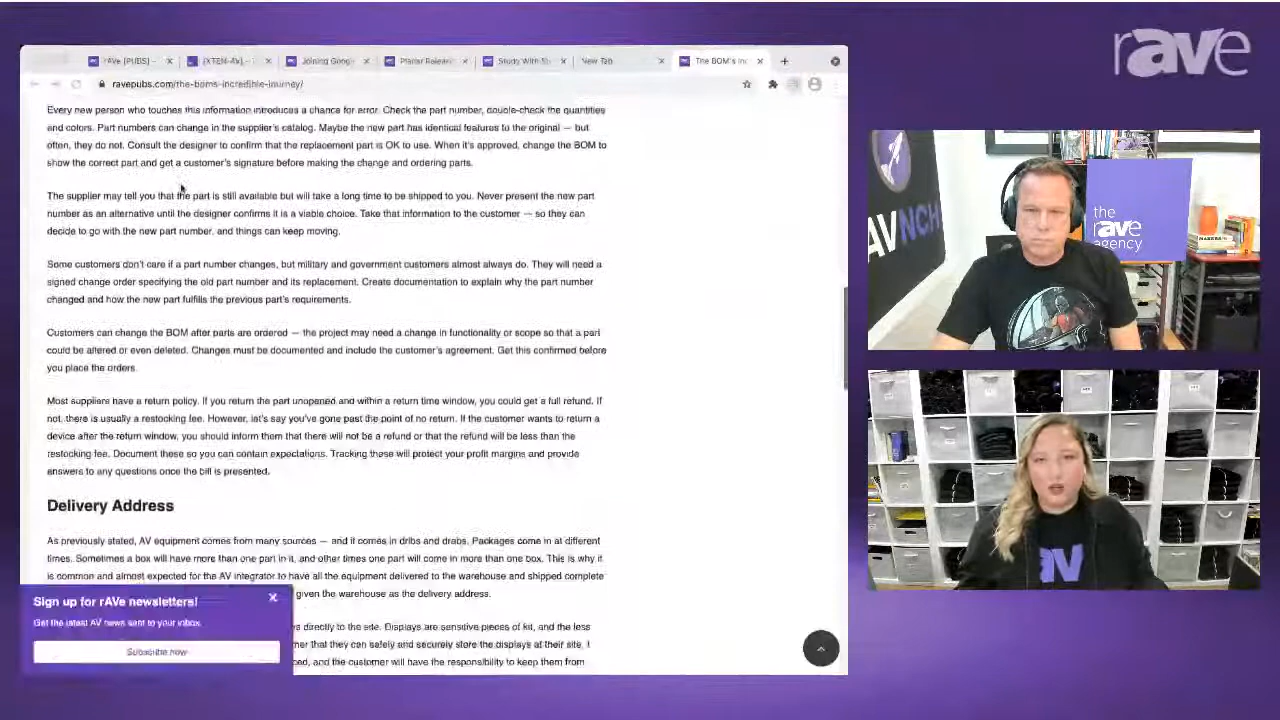 rAVe
rAVe [PUBS] -
[XTEN-AV] -
Joining Goog
Planar Releas
Study With S
New Tab
The BOM's In
ravepubs.com/the-boms-incredible-journey/
Every new person who touches this information introduces a chance for error. Check the part number, double-check the quantities
and colors. Part numbers can change in the supplier's catalog. Maybe the new part has identical features to the original — but
often, they do not. Consult the designer to confirm that the replacement part is OK to use. When it's approved, change the BOM to
show the correct part and get a customer's signature before making the change and ordering parts.
The supplier may tell you that the part is still available but will take a long time to be shipped to you. Never present the new part
number as an alternative until the designer confirms it is a viable choice. Take that information to the customer — so they can
decide to go with the new part number, and things can keep moving.
Some customers don't care if a part number changes, but military and government customers almost always do. They will need a
signed change order specifying the old part number and its replacement. Create documentation to explain why the part number
changed and how the new part fulfills the previous part's requirements.
Customers can change the BOM after parts are ordered — the project may need a change in functionality or scope so that a part
could be altered or even deleted. Changes must be documented and include the customer's agreement. Get this confirmed before
you place the orders.
Most suppliers have a return policy. If you return the part unopened and within a return time window, you could get a full refund. If
not, there is usually a restocking fee. However, let's say you've gone past the point of no return. If the customer wants to return a
device after the return window, you should inform them that there will not be a refund or that the refund will be less than the
restocking fee. Document these so you can contain expectations. Tracking these will protect your profit margins and provide
answers to any questions once the bill is presented.
Delivery Address
As previously stated, AV equipment comes from many sources — and it comes in dribs and drabs. Packages come in at different
times. Sometimes a box will have more than one part in it, and other times one part will come in more than one box. This is why it
is common and almost expected for the AV integrator to have all the equipment delivered to the warehouse and shipped complete
given the warehouse as the delivery address.
s directly to the site. Displays are sensitive pieces of kit, and the less
mer that they can safely and securely store the displays at their site. I
ced, and the customer will have the responsibility to keep them from
Sign up for rAVe newsletters!
Get the latest AV news sent to your inbox.
Subscribe now
AVNCH
the
rAVe
agency
av